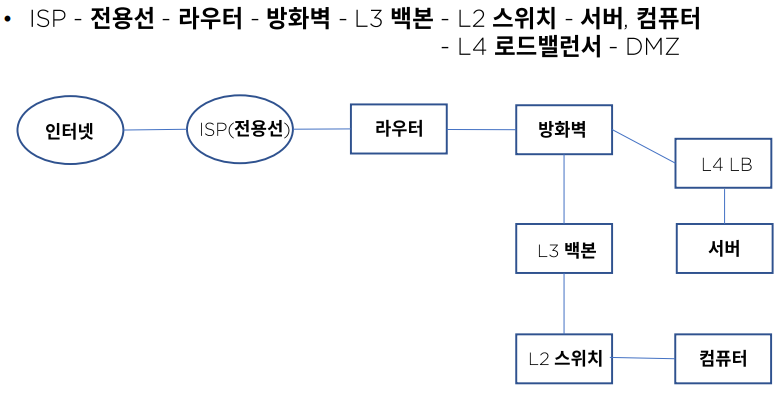 • ISP - 전용선 - 라우터 - 방화벽 - L3 백본 - L2 스위치 - 서버, 컴퓨터
- L4 로드밸런서 - DMZ
인터넷
ISP(전용선)
라우터
방화벽
L4 LB
L3 백본
서버
L2 스위치
컴퓨터